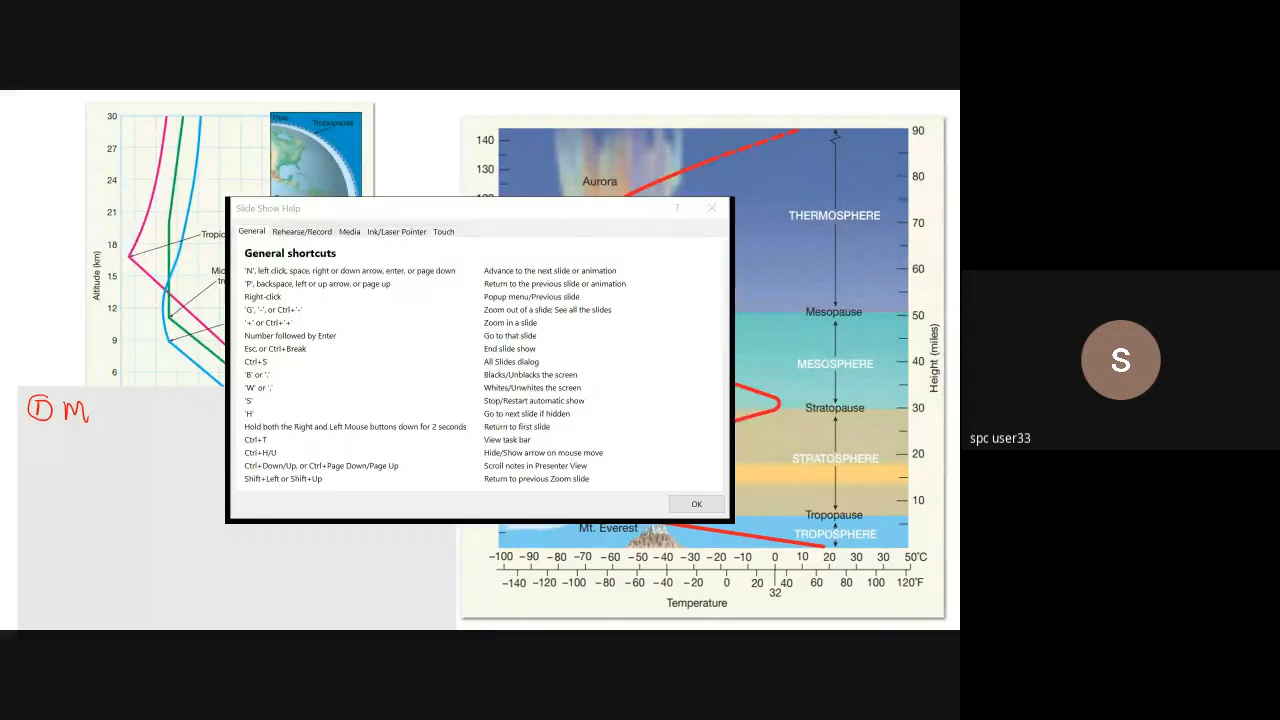 30
27
24
21
18
15
12
9
6
Altitude (km)
Pole
Tropopause
① M
Slide Show Help
?
General Rehearse/Record Media Ink/Laser Pointer Touch
General shortcuts
'N', left click, space, right or down arrow, enter, or page down Advance to the next slide or animation
'P', backspace, left or up arrow, or page up Return to the previous slide or animation
Right-click Popup menu/Previous slide
'G', '-', or Ctrl+'-' Zoom out of a slide; See all the slides
'+' or Ctrl+'+' Zoom in a slide
Number followed by Enter Go to that slide
Esc, or Ctrl+Break End slide show
Ctrl+S All Slides dialog
'B' or '.' Blacks/Unblacks the screen
'W' or ',' Whites/Unwhites the screen
'S' Stop/Restart automatic show
'H' Go to next slide if hidden
Hold both the Right and Left Mouse buttons down for 2 seconds Return to first slide
Ctrl+T View task bar
Ctrl+H/U Hide/Show arrow on mouse move
Ctrl+Down/Up, or Ctrl+Page Down/Page Up Scroll notes in Presenter View
Shift+Left or Shift+Up Return to previous Zoom slide
OK
140
130
Aurora
THERMOSPHERE
Mesopause
MESOSPHERE
Stratopause
STRATOSPHERE
Tropopause
TROPOSPHERE
Mt. Everest
90
80
70
60
50
40
30
20
10
Height (miles)
-100 -90 -80 -70 -60 -50 -40 -30 -20 -10 0 10 20 30 30 50°C
-140 -120 -100 -80 -60 -40 -20 0 20 40 60 80 100 120°F
32
Temperature
S
spc user33